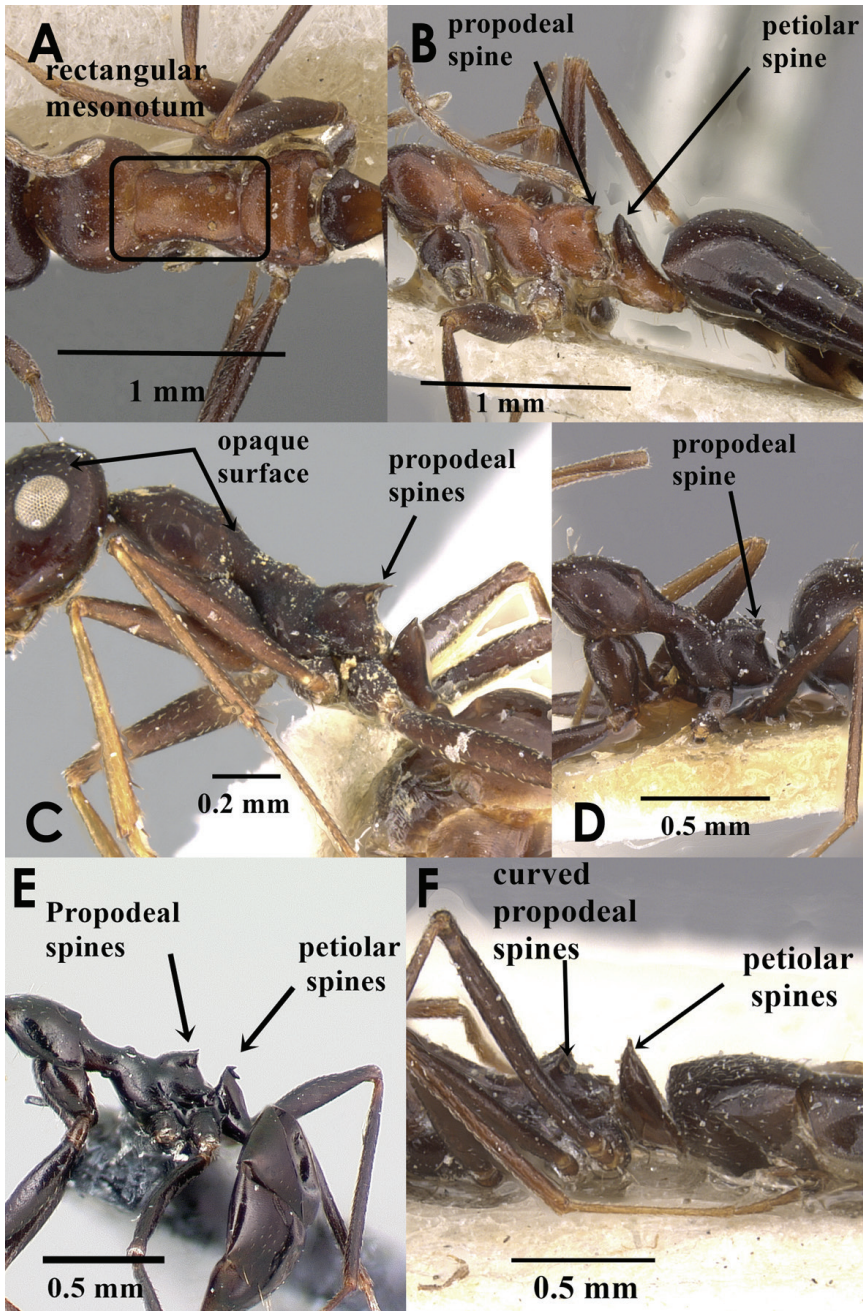 A
rectangular
mesonotum
1 mm
B
propodeal
spine
petiolar
spine
1 mm
opaque
surface
propodeal
spines
0.2 mm
C
propodeal
spine
D
0.5 mm
E
Propodeal
spines
petiolar
spines
0.5 mm
F
curved
propodeal
spines
petiolar
spines
0.5 mm